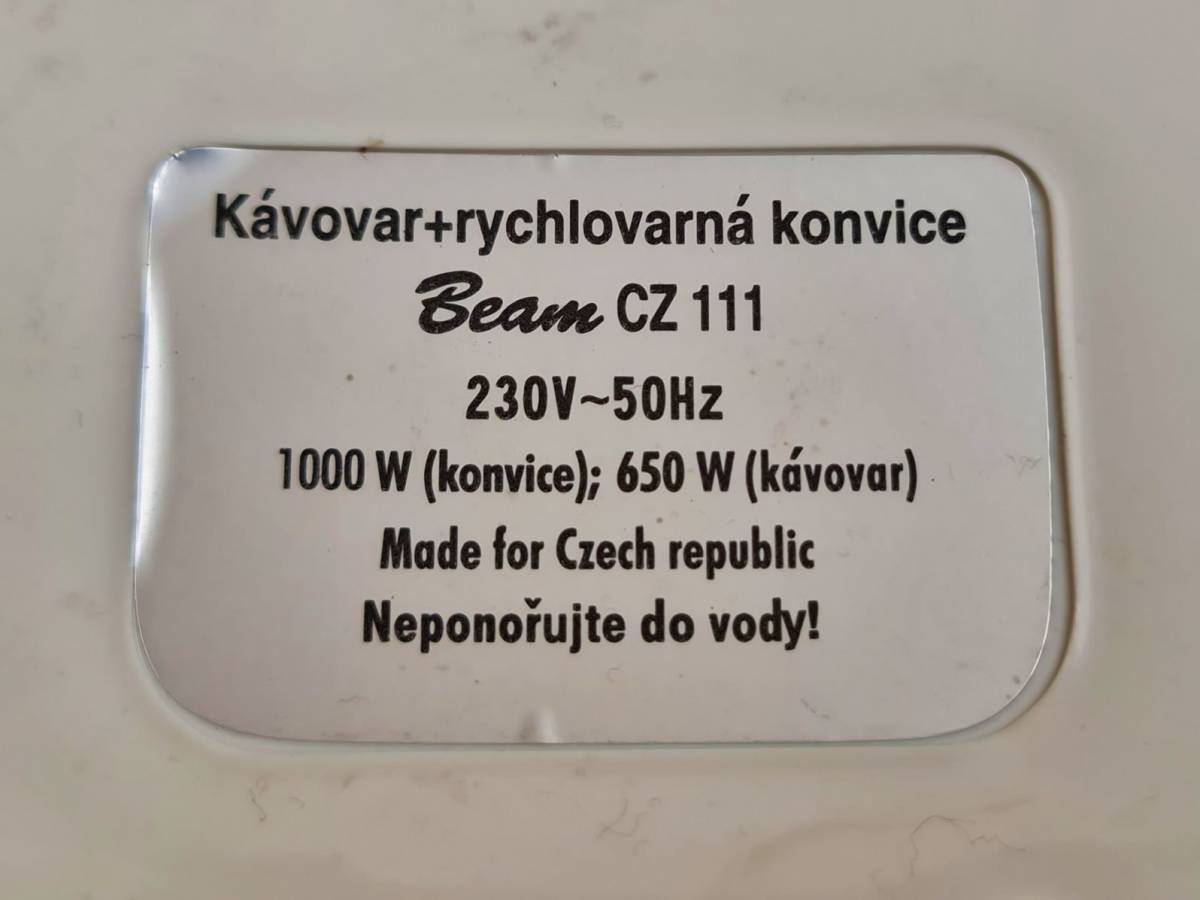 Kávovar+rychlovarná konvice
Beam CZ 111
230V~50Hz
1000 W (konvice); 650 W (kávovar)
Made for Czech republic
Neponořujte do vody!